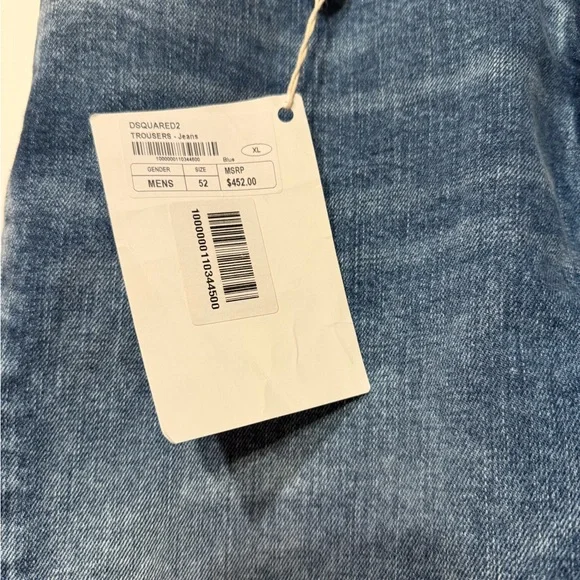 DSQUARED2
TROUSERS - Jeans
1000000110344500 Blue XL
GENDER SIZE MSRP
MENS 52 $452.00
1000000110344500